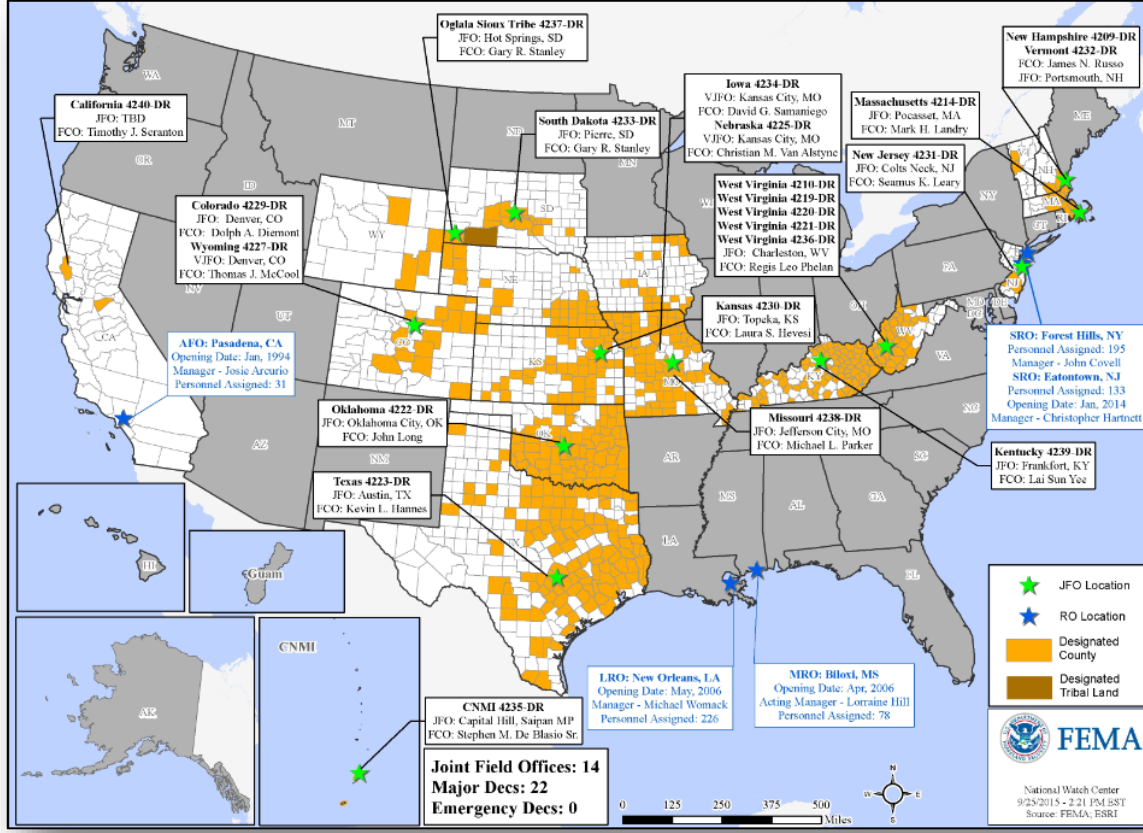 Oglala Sioux Tribe 4237-DR
JFO: Hot Springs, SD
FCO: Gary R. Stanley
New Hampshire 4209-DR
Vermont 4232-DR
FCO: James N. Russo
JFO: Portsmouth, NH
California 4240-DR
JFO: TBD
FCO: Timothy J. Scranton
South Dakota 4233-DR
JFO: Pierre, SD
FCO: Gary R. Stanley
Iowa 4234-DR
VJFO: Kansas City, MO
FCO: David G. Samaniego
Nebraska 4225-DR
VJFO: Kansas City, MO
FCO: Christian M. Van Alstyne
Massachusetts 4214-DR
JFO: Pocasset, MA
FCO: Mark H. Landry
New Jersey 4231-DR
JFO: Colts Neck, NJ
FCO: Seamus K. Leary
Colorado 4229-DR
JFO: Denver, CO
FCO: Dolph A. Diemont
Wyoming 4227-DR
VJFO: Denver, CO
FCO: Thomas J. McCool
West Virginia 4210-DR
West Virginia 4219-DR
West Virginia 4220-DR
West Virginia 4221-DR
West Virginia 4236-DR
JFO: Charleston, WV
FCO: Regis Leo Phelan
Kansas 4230-DR
JFO: Topeka, KS
FCO: Laura S. Hevesi
AFO: Pasadena, CA
Opening Date: Jan, 1994
Manager - Josie Arcurio
Personnel Assigned: 31
SRO: Forest Hills, NY
Personnel Assigned: 195
Manager - John Covell
SRO: Eatontown, NJ
Personnel Assigned: 133
Opening Date: Jan, 2014
Manager - Christopher Hartnett
Oklahoma 4222-DR
JFO: Oklahoma City, OK
FCO: John Long
Missouri 4238-DR
JFO: Jefferson City, MO
FCO: Michael L. Parker
Kentucky 4239-DR
JFO: Frankfort, KY
FCO: Lai Sun Yee
Texas 4223-DR
JFO: Austin, TX
FCO: Kevin L. Hannes
WA
MT
ND
MN
ME
OR
ID
WY
SD
WI
NY
VT
NH
MA
CT
RI
NV
UT
CO
NE
IA
PA
NJ
MD
DE
DC
CA
KS
MO
OH
WV
VA
KY
NC
AZ
NM
OK
AR
SC
TX
LA
MS
AL
GA
FL
HI
Guam
AK
CNMI
LRO: New Orleans, LA
Opening Date: May, 2006
Manager - Michael Womack
Personnel Assigned: 226
MRO: Biloxi, MS
Opening Date: Apr, 2006
Acting Manager - Lorraine Hill
Personnel Assigned: 78
CNMI 4235-DR
JFO: Capital Hill, Saipan MP
FCO: Stephen M. De Blasio Sr.
Joint Field Offices: 14
Major Decs: 22
Emergency Decs: 0
JFO Location
RO Location
Designated
County
Designated
Tribal Land
FEMA
National Watch Center
9/25/2015 - 2:21 PM EST
Source: FEMA; ESRI
N
W
E
S
0 125 250 375 500
Miles